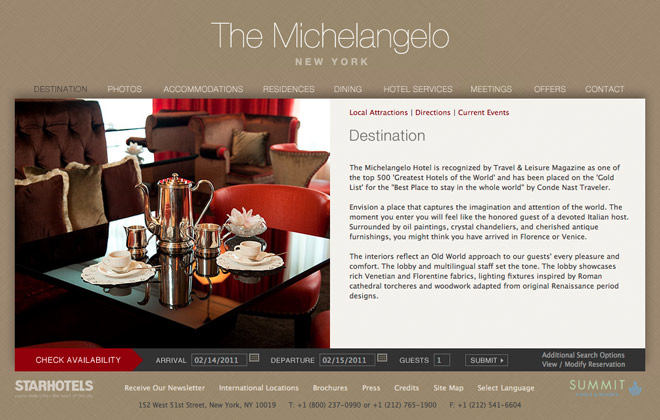 The Michelangelo
NEW YORK
DESTINATION PHOTOS ACCOMMODATIONS RESIDENCES DINING HOTEL SERVICES MEETINGS OFFERS CONTACT
Local Attractions | Directions | Current Events
Destination
The Michelangelo Hotel is recognized by Travel & Leisure Magazine as one of
the top 500 'Greatest Hotels of the World' and has been placed on the 'Gold
List' for the "Best Place to stay in the whole world" by Conde Nast Traveler.
Envision a place that captures the imagination and attention of the world. The
moment you enter you will feel like the honored guest of a devoted Italian host.
Surrounded by oil paintings, crystal chandeliers, and cherished antique
furnishings, you might think you have arrived in Florence or Venice.
The interiors reflect an Old World approach to our guests' every pleasure and
comfort. The lobby and multilingual staff set the tone. The lobby showcases
rich Venetian and Florentine fabrics, lighting fixtures inspired by Roman
cathedral torcheres and woodwork adapted from original Renaissance period
designs.
CHECK AVAILABILITY ARRIVAL 02/14/2011 DEPARTURE 02/15/2011 GUESTS 1 SUBMIT
Additional Search Options
View / Modify Reservation
STARHOTELS
Receive Our Newsletter International Locations Brochures Press Credits Site Map Select Language
SUMMIT
152 West 51st Street, New York, NY 10019 T: +1 (800) 237-0990 or +1 (212) 765-1900 F: +1 (212) 541-6604